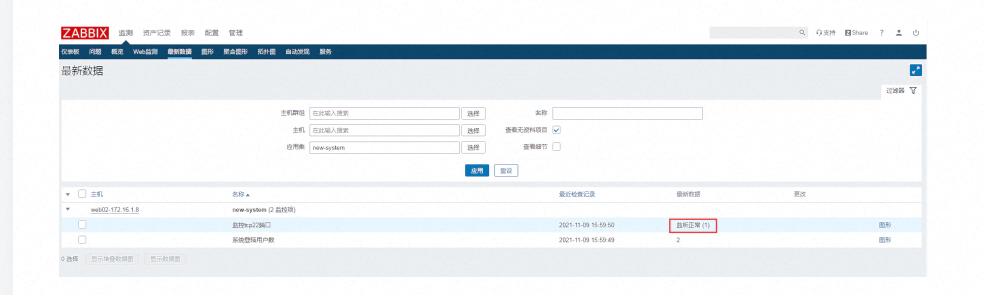 ZABBIX 监测 资产记录 报表 配置 管理 支持 Share ?
仪表板 问题 概览 Web监测 最新数据 图形 聚合图形 拓扑图 自动发现 服务
最新数据
过滤器
主机群组 在此输入搜索 选择 名称
主机 在此输入搜索 选择 查看无资料项目
应用集 new-system 选择 查看细节
应用 重设
主机 名称 最近检查记录 最新数据 更改
web02-172.16.1.8 new-system (2 监控项)
监控tcp22端口 2021-11-09 15:59:50 监听正常 (1) 图形
系统登陆用户数 2021-11-09 15:59:49 2 图形
0 选择 显示堆叠数据图 显示数据图